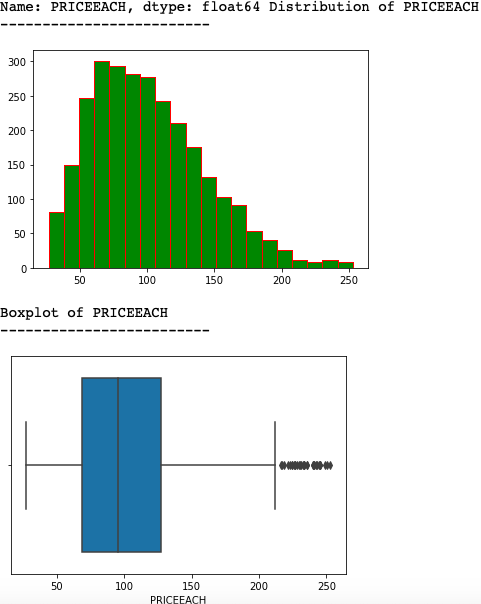 Name: PRICEEACH, dtype: float64 Distribution of PRICEEACH
-------------------------
300
250
200
150
100
50
0
50 100 150 200 250
Boxplot of PRICEEACH
-------------------------
50 100 150 200 250
PRICEEACH